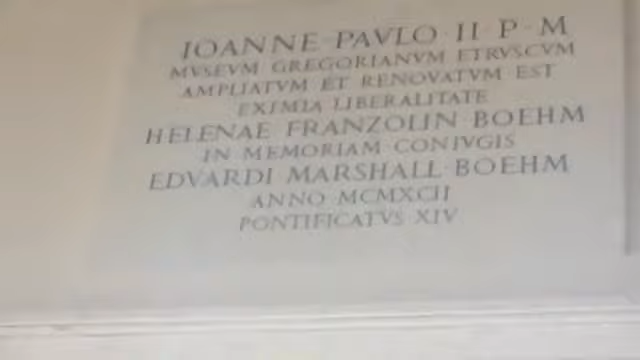 IOANNE·PAVLO·II·P·M
MVSEVM GREGORIANVM ETRVSCVM
AMPLIATVM ET RENOVATVM EST
EXIMIA LIBERALITATE
HELENAE FRANZOLIN BOEHM
IN MEMORIAM CONIVGIS
EDVARDI MARSHALL BOEHM
ANNO MCMXCII
PONTIFICATVS XIV